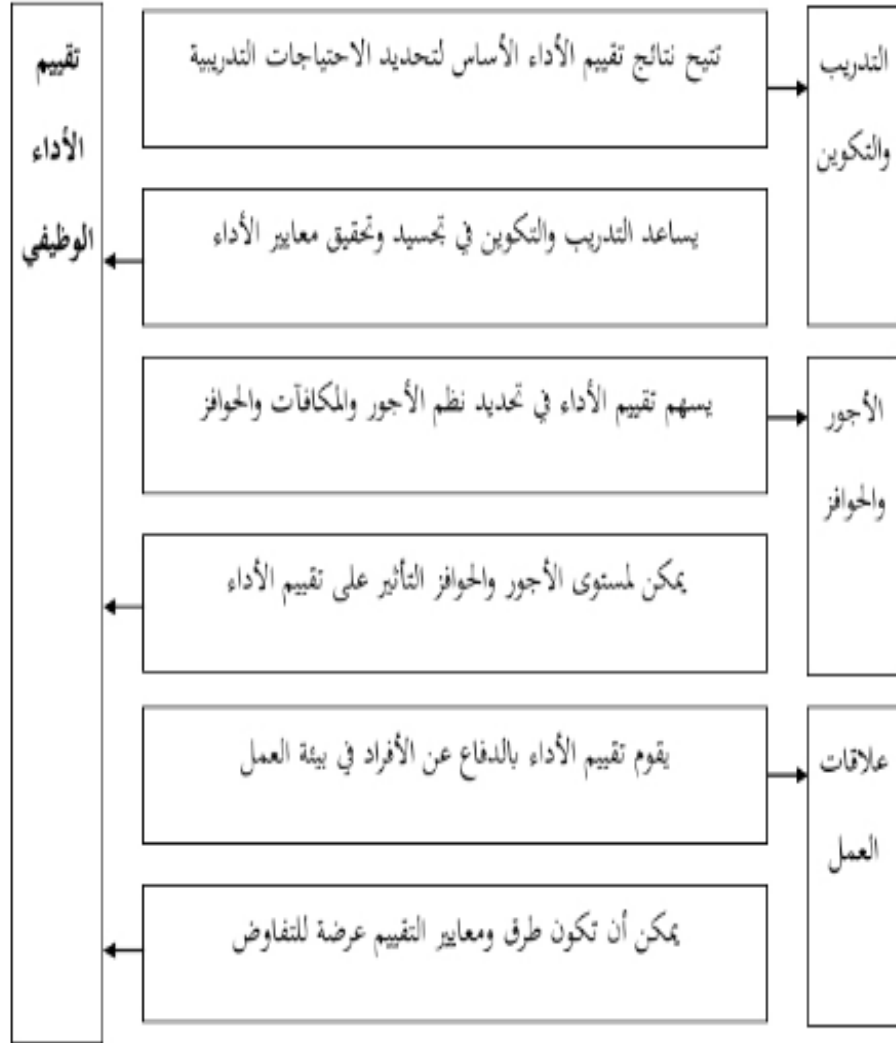 التدريب
والتكوين
تتيح نتائج تقييم الأداء الأساس لتحديد الاحتياجات التدريبية
يساعد التدريب والتكوين في تجسيد وتحقيق معايير الأداء
الأجور
والحوافز
يسهم تقييم الأداء في تحديد نظم الأجور والمكافآت والحوافز
يمكن لمستوى الأجور والحوافز التأثير على تقييم الأداء
علاقات
العمل
يقوم تقييم الأداء بالدفاع عن الأفراد في بيئة العمل
يمكن أن تكون طرق ومعايير التقييم عرضة للتفاوض
تقييم
الأداء
الوظيفي